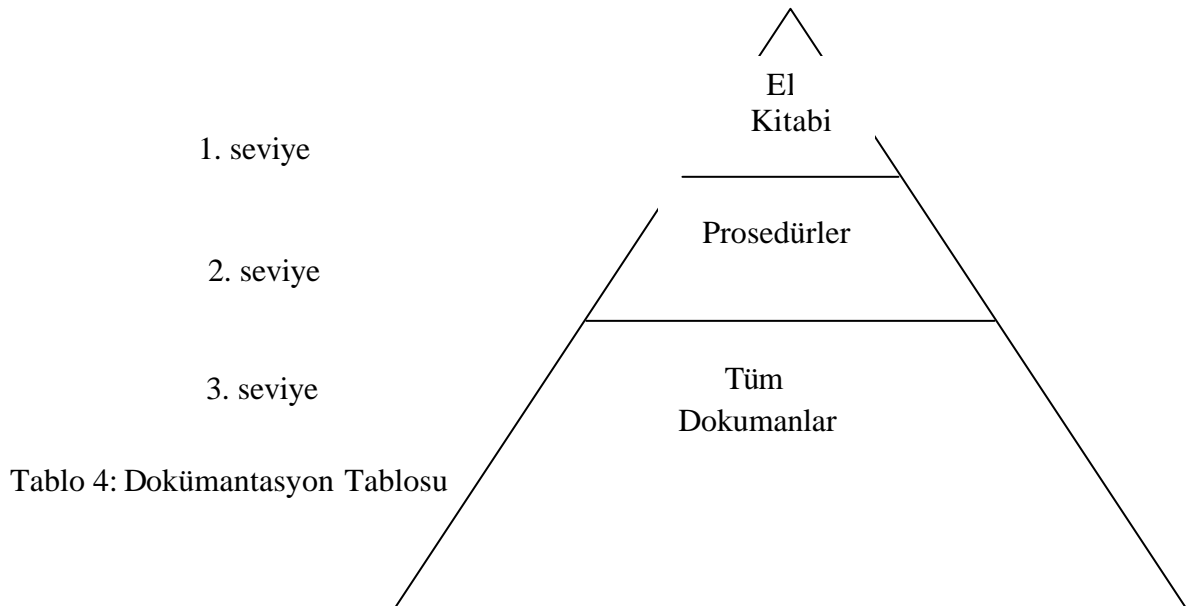 El
Kitabi
1. seviye
Prosedürler
2. seviye
Tüm
3. seviye
Dokumanlar
Tablo 4: Dokümantasyon Tablosu